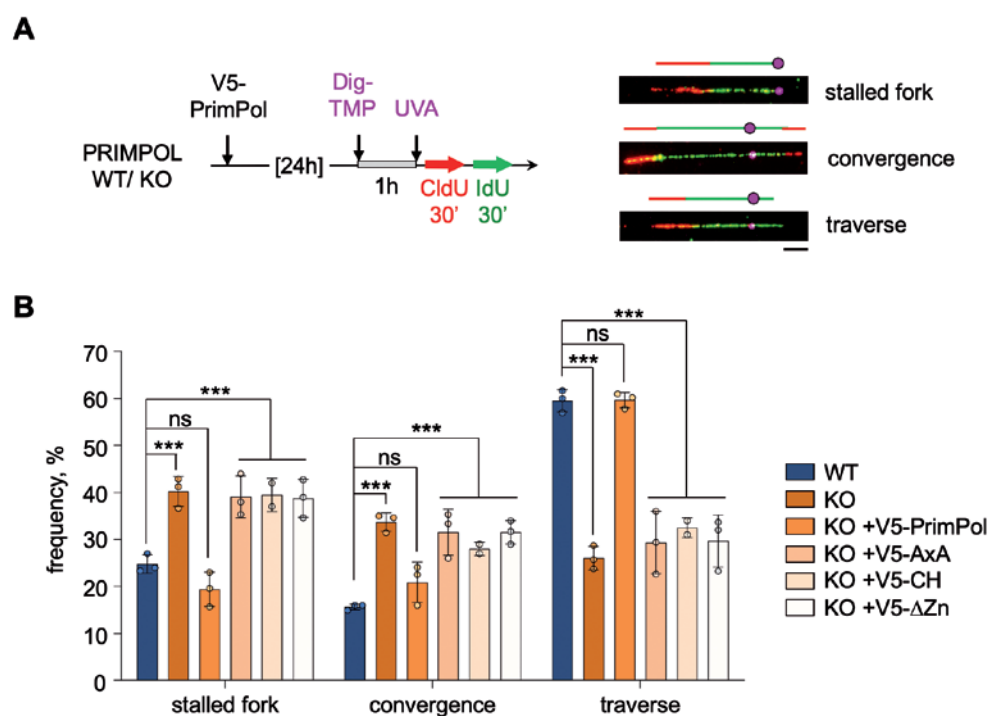 A
V5-
PrimPol
Dig-
TMP
UVA
PRIMPOL
WT/ KO
[24h]
1h
CldU
30’
IdU
30’
stalled fork
convergence
traverse
B
frequency, %
70
60
50
40
30
20
10
0
***
ns
***
***
ns
***
***
ns
***
stalled fork
convergence
traverse
WT
KO
KO +V5-PrimPol
KO +V5-AxA
KO +V5-CH
KO +V5-ΔZn